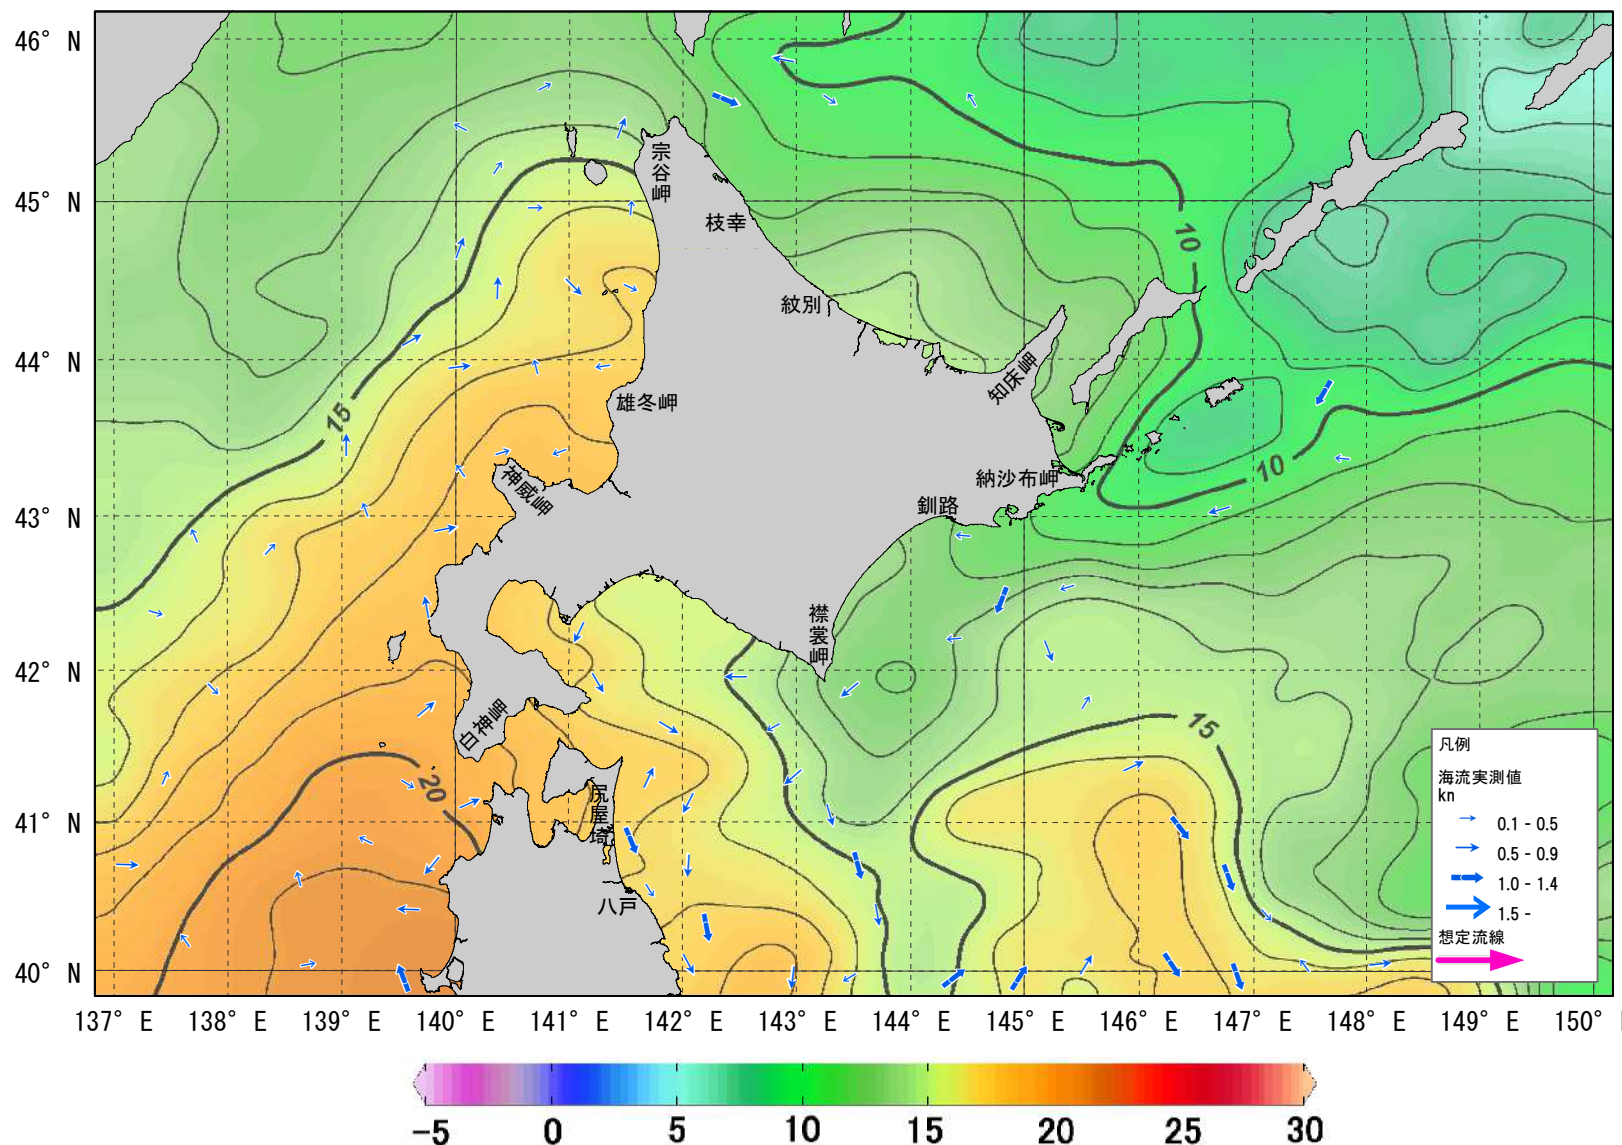 46° N
45° N
44° N
43° N
42° N
41° N
40° N
宗谷岬
枝幸
紋別
知床岬
雄冬岬
神威岬
納沙布岬
釧路
襟裳岬
白神岬
尻屋埼
八戸
10
15
10
15
20
凡例
海流実測値
kn
0.1 - 0.5
0.5 - 0.9
1.0 - 1.4
1.5 -
想定流線
137° E 138° E 139° E 140° E 141° E 142° E 143° E 144° E 145° E 146° E 147° E 148° E 149° E 150°
-5 0 5 10 15 20 25 30